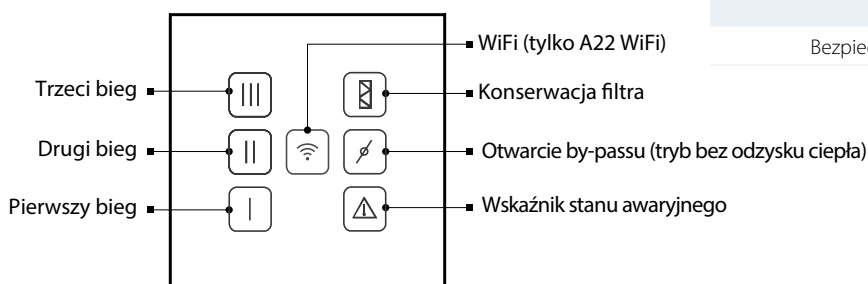 WiFi (tylko A22 WiFi)
Bezpie
Trzeci bieg
Konserwacja filtra
Drugi bieg
Otwarcie by-passu (tryb bez odzysku ciepła)
Pierwszy bieg
Wskaźnik stanu awaryjnego